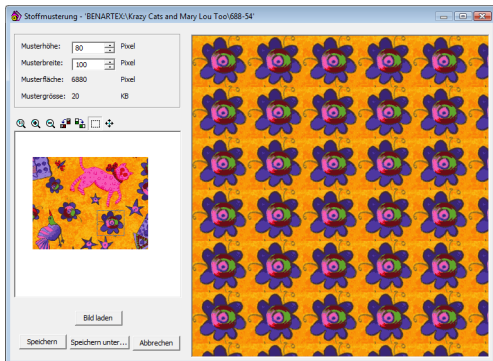 Stoffmusterung - 'BENARTEX:\Krazy Cats and Mary Lou Too\688-54'
Musterhöhe: 80 Pixel
Musterbreite: 100 Pixel
Musterfläche: 6880 Pixel
Mustergrösse: 20 KB
Bild laden
Speichern Speichern unter... Abbrechen